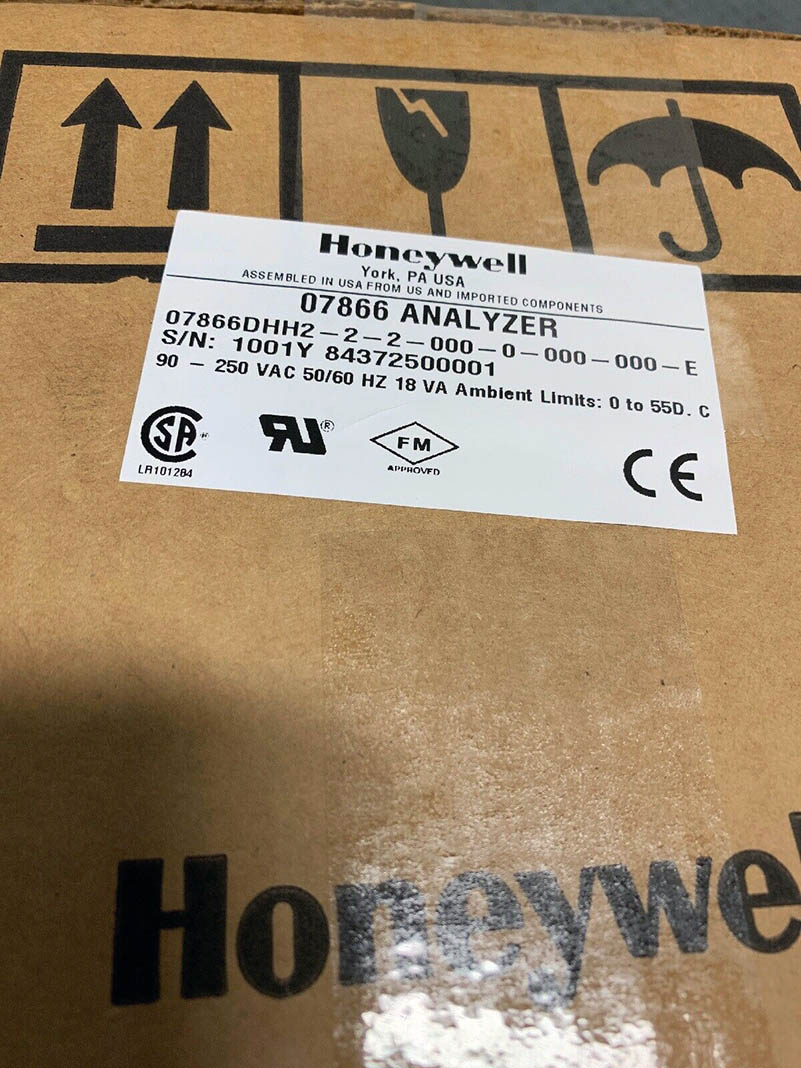 Honeywell
York, PA USA
ASSEMBLED IN USA FROM US AND IMPORTED COMPONENTS
07866 ANALYZER
07866DHH2–2–2–000–0–000–000–E
S/N: 1001Y 84372500001
90 – 250 VAC 50/60 HZ 18 VA Ambient Limits: 0 to 55D. C
SA
LR101284
RU®
FM
APPROVED
CE
Honeywel